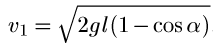 v₁ = √2gl(1 − cos α)